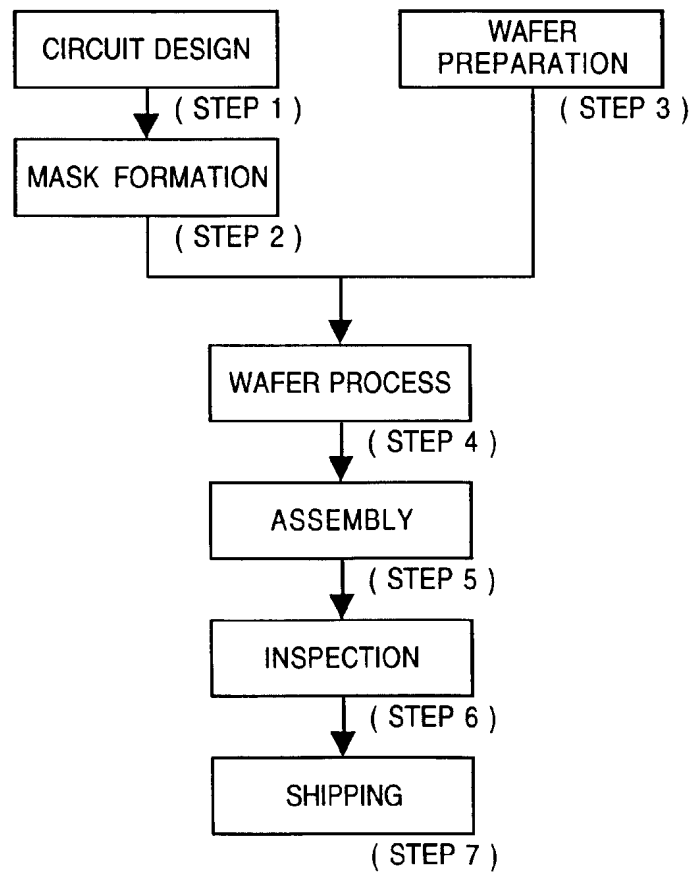 CIRCUIT DESIGN
( STEP 1 )
MASK FORMATION
( STEP 2 )
WAFER
PREPARATION
( STEP 3 )
WAFER PROCESS
( STEP 4 )
ASSEMBLY
( STEP 5 )
INSPECTION
( STEP 6 )
SHIPPING
( STEP 7 )